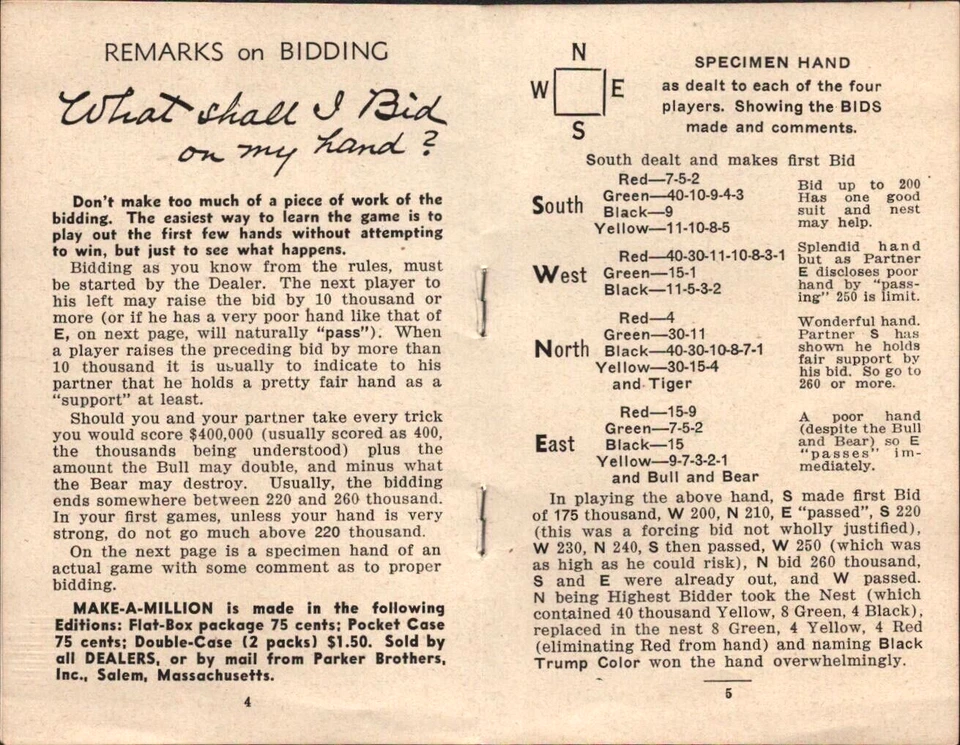 REMARKS on BIDDING
What shall I Bid
on my hand?
Don't make too much of a piece of work of the
bidding. The easiest way to learn the game is to
play out the first few hands without attempting
to win, but just to see what happens.
Bidding as you know from the rules, must
be started by the Dealer. The next player to
his left may raise the bid by 10 thousand or
more (or if he has a very poor hand like that of
E, on next page, will naturally "pass"). When
a player raises the preceding bid by more than
10 thousand it is usually to indicate to his
partner that he holds a pretty fair hand as a
"support" at least.
Should you and your partner take every trick
you would score $400,000 (usually scored as 400,
the thousands being understood) plus the
amount the Bull may double, and minus what
the Bear may destroy. Usually, the bidding
ends somewhere between 220 and 260 thousand.
In your first games, unless your hand is very
strong, do not go much above 220 thousand.
On the next page is a specimen hand of an
actual game with some comment as to proper
bidding.
MAKE-A-MILLION is made in the following
Editions: Flat-Box package 75 cents; Pocket Case
75 cents; Double-Case (2 packs) $1.50. Sold by
all DEALERS, or by mail from Parker Brothers,
Inc., Salem, Massachusetts.
4
N
W E
S
SPECIMEN HAND
as dealt to each of the four
players. Showing the BIDS
made and comments.
South dealt and makes first Bid
South
Red—7-5-2
Green—40-10-9-4-3
Black—9
Yellow—11-10-8-5
Bid up to 200
Has one good
suit and nest
may help.
West
Red—40-30-11-10-8-3-1
Green—15-1
Black—11-5-3-2
Splendid hand
but as Partner
E discloses poor
hand by "pass-
ing" 250 is limit.
North
Red—4
Green—30-11
Black—40-30-10-8-7-1
Yellow—30-15-4
and Tiger
Wonderful hand.
Partner S has
shown he holds
fair support by
his bid. So go to
260 or more.
East
Red—15-9
Green—7-5-2
Black—15
Yellow—9-7-3-2-1
and Bull and Bear
A poor hand
(despite the Bull
and Bear) so E
"passes" im-
mediately.
In playing the above hand, S made first Bid
of 175 thousand, W 200, N 210, E "passed", S 220
(this was a forcing bid not wholly justified),
W 230, N 240, S then passed, W 250 (which was
as high as he could risk), N bid 260 thousand,
S and E were already out, and W passed.
N being Highest Bidder took the Nest (which
contained 40 thousand Yellow, 8 Green, 4 Black),
replaced in the nest 8 Green, 4 Yellow, 4 Red
(eliminating Red from hand) and naming Black
Trump Color won the hand overwhelmingly.
5